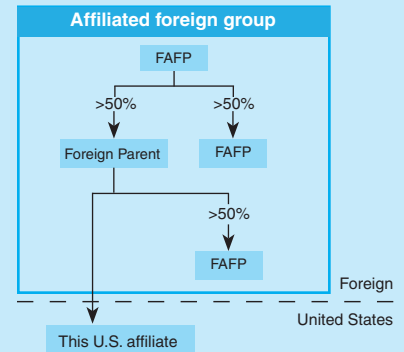 Affiliated foreign group
FAFP
>50%
>50%
Foreign Parent
FAFP
>50%
FAFP
Foreign
United States
This U.S. affiliate